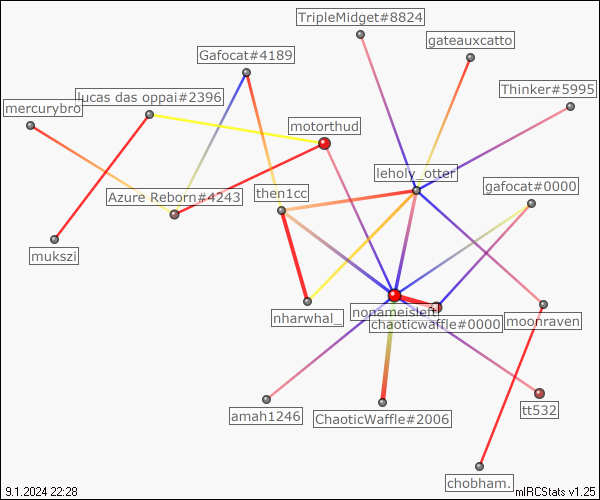 TripleMidget#8824
gateauxcatto
Gafocat#4189
Thinker#5995
lucas das oppai#2396
mercurybro
motorthud
leholy_otter
gafocat#0000
Azure Reborn#4243
then1cc
mukszi
nonameisleft
nharwhal_
chaoticwaffle#0000
moonraven
amah1246
ChaoticWaffle#2006
tt532
chobham.
9.1.2024 22:28
mIRCStats v1.25